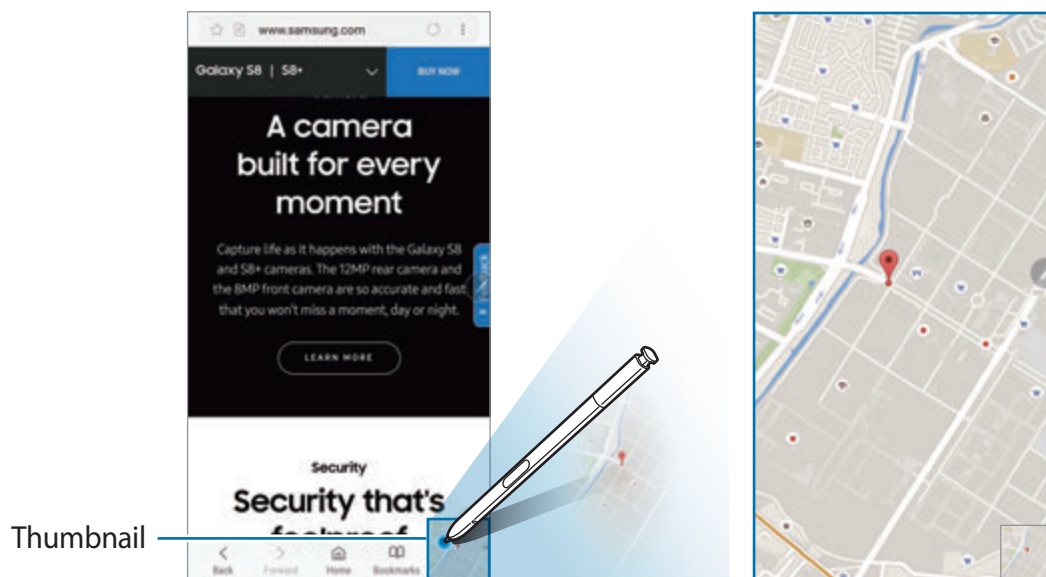 www.samsung.com
Galaxy S8 | S8+
BUY NOW
A camera
built for every
moment
Capture life as it happens with the Galaxy S8
and S8+ cameras. The 12MP rear camera and
the 8MP front camera are so accurate and fast
that you won't miss a moment, day or night.
Feedback
LEARN MORE
Security
Security that's
foolproof
Thumbnail
Back
Forward
Home
Bookmarks